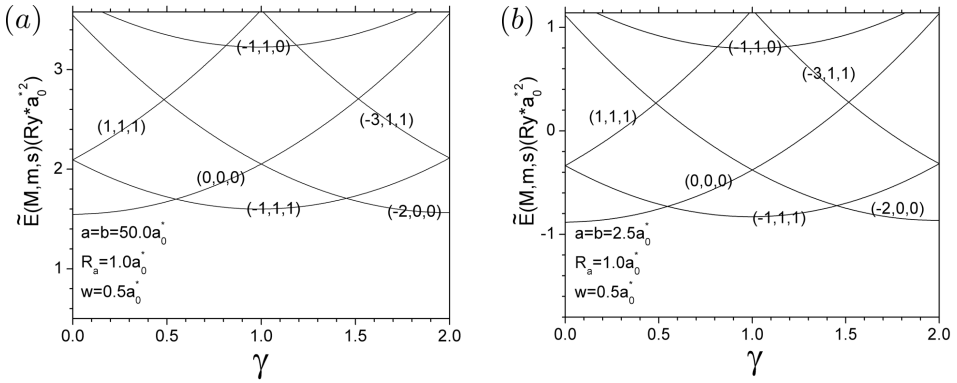 (a)
Ẽ(M,m,s)(Ry*a₀*²)
3
2
1
(-1,1,0)
(1,1,1)
(-3,1,1)
(0,0,0)
(-1,1,1)
(-2,0,0)
a=b=50.0a₀*
Rₐ=1.0a₀*
w=0.5a₀*
0.0 0.5 1.0 1.5 2.0
γ
(b)
Ẽ(M,m,s)(Ry*a₀*²)
1
0
-1
(-1,1,0)
(-3,1,1)
(1,1,1)
(0,0,0)
(-2,0,0)
(-1,1,1)
a=b=2.5a₀*
Rₐ=1.0a₀*
w=0.5a₀*
0.0 0.5 1.0 1.5 2.0
γ